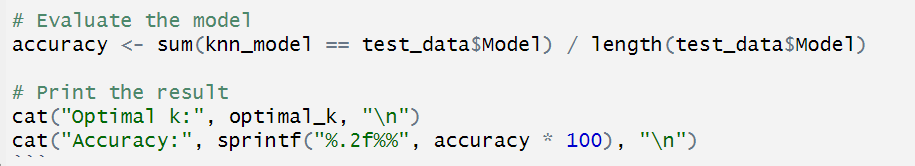 # Evaluate the model
accuracy <- sum(knn_model == test_data$Model) / length(test_data$Model)
# Print the result
cat("Optimal k:", optimal_k, "\n")
cat("Accuracy:", sprintf("%.2f%%", accuracy * 100), "\n")
```